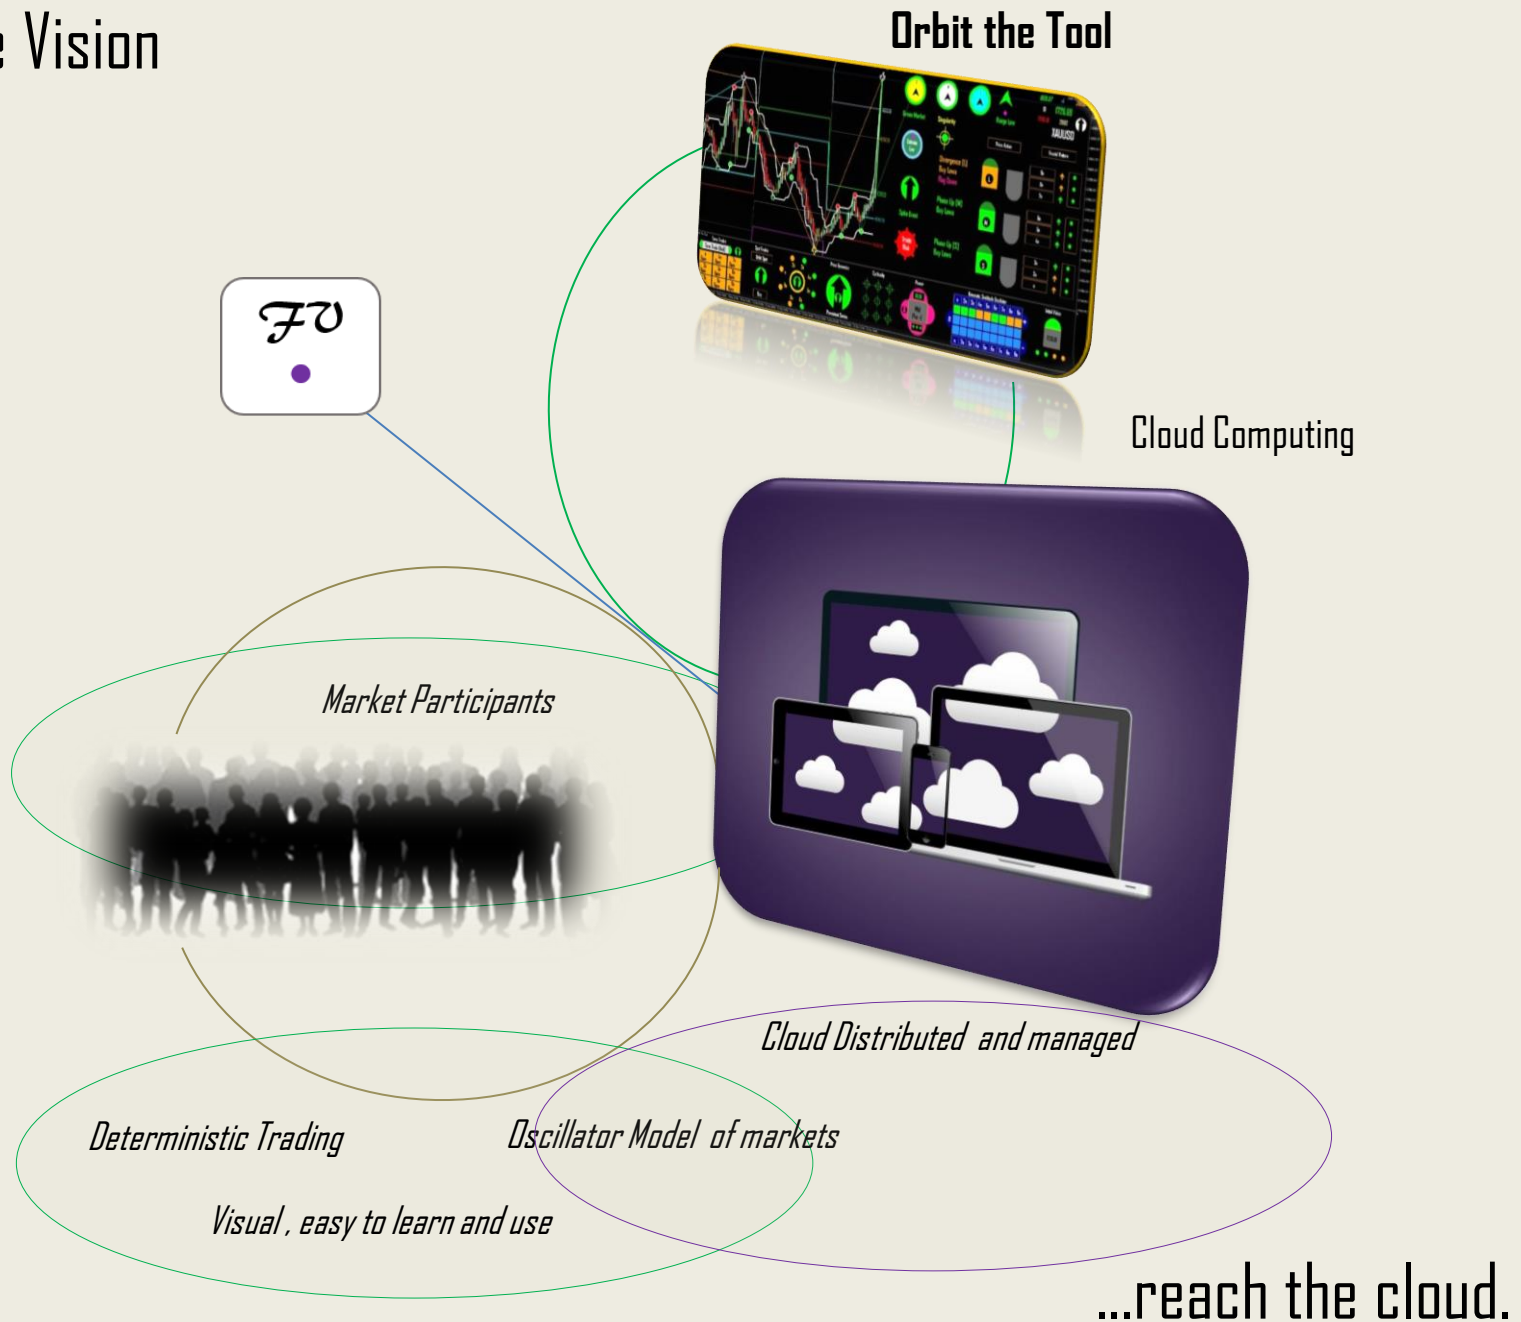 e Vision
Orbit the Tool
XAUUSD
FV
Cloud Computing
Market Participants
Cloud Distributed and managed
Deterministic Trading
Oscillator Model of markets
Visual , easy to learn and use
...reach the cloud.